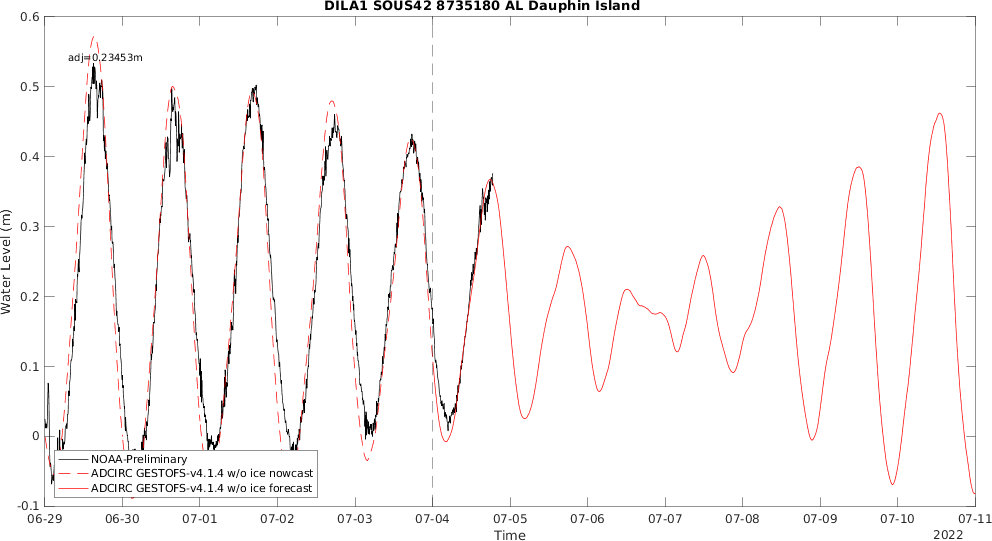 DILA1 SOUS42 8735180 AL Dauphin Island
0.6
adj=0.23453m
0.5
0.4
0.3
0.2
0.1
0
-0.1
Water Level (m)
NOAA-Preliminary
ADCIRC GESTOFS-v4.1.4 w/o ice nowcast
ADCIRC GESTOFS-v4.1.4 w/o ice forecast
06-29 06-30 07-01 07-02 07-03 07-04 07-05 07-06 07-07 07-08 07-09 07-10 07-11
Time
2022